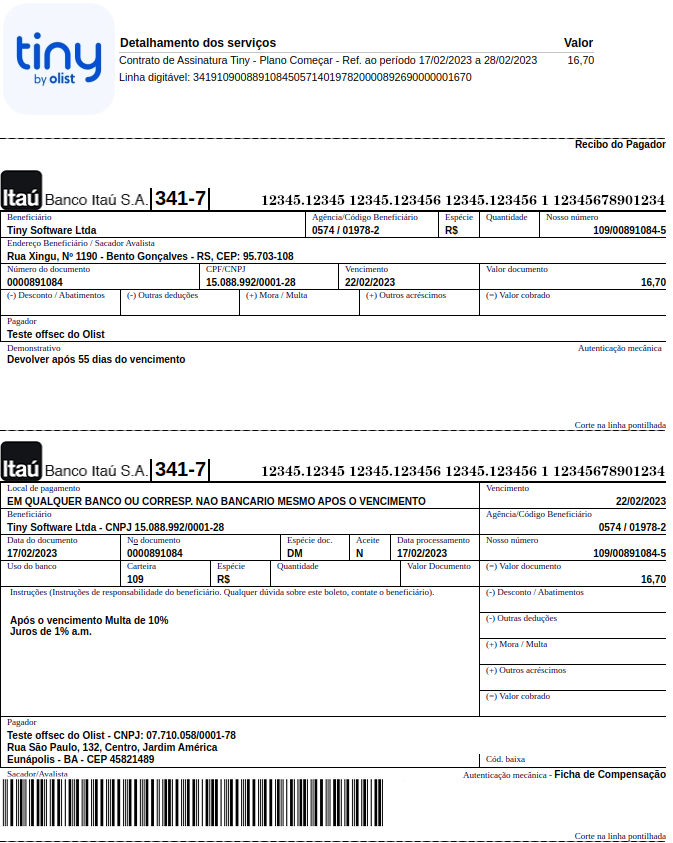 tiny
by olist
Detalhamento dos serviços Valor
Contrato de Assinatura Tiny - Plano Começar - Ref. ao período 17/02/2023 a 28/02/2023 16,70
Linha digitável: 34191090088910845057140197820000892690000001670
Recibo do Pagador
Itaú Banco Itaú S.A. 341-7 12345.12345 12345.123456 12345.123456 1 12345678901234
Beneficiário Agência/Código Beneficiário Espécie Quantidade Nosso número
Tiny Software Ltda 0574 / 01978-2 R$ 109/00891084-5
Endereço Beneficiário / Sacador Avalista
Rua Xingu, Nº 1190 - Bento Gonçalves - RS, CEP: 95.703-108
Número do documento CPF/CNPJ Vencimento Valor documento
0000891084 15.088.992/0001-28 22/02/2023 16,70
(-) Desconto / Abatimentos (-) Outras deduções (+) Mora / Multa (+) Outros acréscimos (=) Valor cobrado
Pagador
Teste offsec do Olist
Demonstrativo Autenticação mecânica
Devolver após 55 dias do vencimento
Corte na linha pontilhada
Itaú Banco Itaú S.A. 341-7 12345.12345 12345.123456 12345.123456 1 12345678901234
Local de pagamento Vencimento
EM QUALQUER BANCO OU CORRESP. NAO BANCARIO MESMO APOS O VENCIMENTO 22/02/2023
Beneficiário Agência/Código Beneficiário
Tiny Software Ltda - CNPJ 15.088.992/0001-28 0574 / 01978-2
Data do documento No documento Espécie doc. Aceite Data processamento Nosso número
17/02/2023 0000891084 DM N 17/02/2023 109/00891084-5
Uso do banco Carteira Espécie Quantidade Valor Documento (=) Valor documento
109 R$ 16,70
Instruções (Instruções de responsabilidade do beneficiário. Qualquer dúvida sobre este boleto, contate o beneficiário). (-) Desconto / Abatimentos
Após o vencimento Multa de 10% (-) Outras deduções
Juros de 1% a.m.
(+) Mora / Multa
(+) Outros acréscimos
(=) Valor cobrado
Pagador
Teste offsec do Olist - CNPJ: 07.710.058/0001-78
Rua São Paulo, 132, Centro, Jardim América
Eunápolis - BA - CEP 45821489 Cód. baixa
Sacador/Avalista Autenticação mecânica - Ficha de Compensação
Corte na linha pontilhada